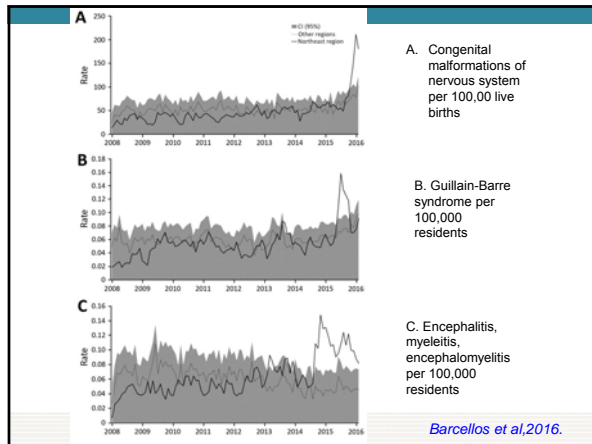 A
250
200
150
100
50
0
Rate
CI (95%)
Other regions
Northeast region
2008 2009 2010 2011 2012 2013 2014 2015 2016
A. Congenital
malformations of
nervous system
per 100,00 live
births
B
0.18
0.16
0.14
0.12
0.10
0.08
0.06
0.04
0.02
0
Rate
2008 2009 2010 2011 2012 2013 2014 2015 2016
B. Guillain-Barre
syndrome per
100,000
residents
C
0.16
0.14
0.12
0.10
0.08
0.06
0.04
0.02
0
Rate
2008 2009 2010 2011 2012 2013 2014 2015 2016
C. Encephalitis,
myeleitis,
encephalomyelitis
per 100,000
residents
Barcellos et al,2016.